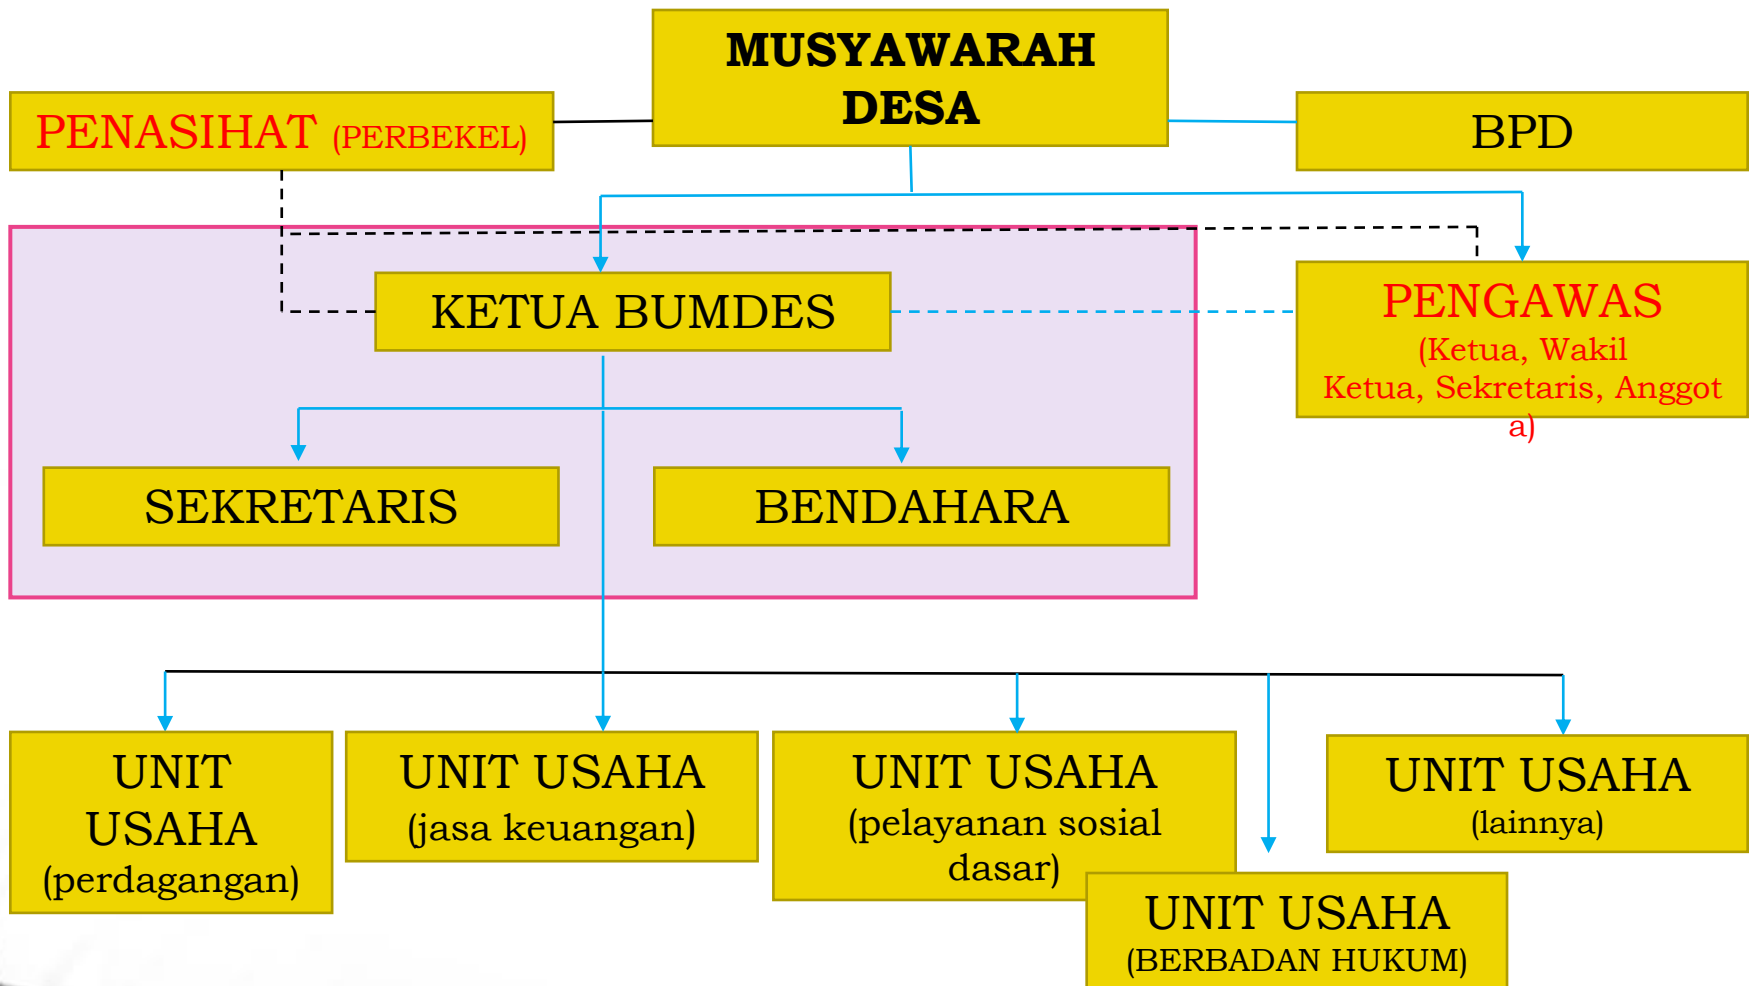 MUSYAWARAH
DESA
PENASIHAT (PERBEKEL)
BPD
KETUA BUMDES
PENGAWAS
(Ketua, Wakil
Ketua, Sekretaris, Anggot
a)
SEKRETARIS
BENDAHARA
UNIT
USAHA
(perdagangan)
UNIT USAHA
(jasa keuangan)
UNIT USAHA
(pelayanan sosial
dasar)
UNIT USAHA
(BERBADAN HUKUM)
UNIT USAHA
(lainnya)